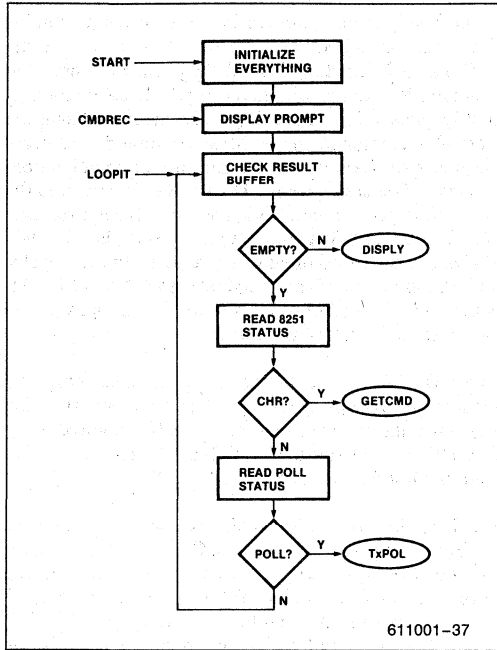 START
INITIALIZE
EVERYTHING
CMDREC
DISPLAY PROMPT
LOOPIT
CHECK RESULT
BUFFER
EMPTY?
N
DISPLY
Y
READ 8251
STATUS
CHR?
Y
GETCMD
N
READ POLL
STATUS
POLL?
Y
TxPOL
N
611001–37